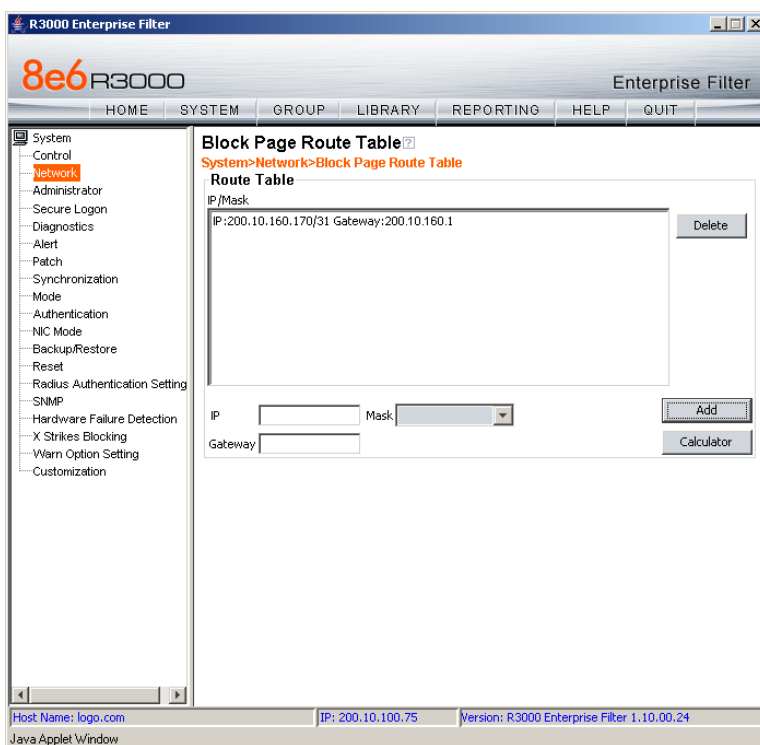 R3000 Enterprise Filter
8e6 R3000
Enterprise Filter
HOME SYSTEM GROUP LIBRARY REPORTING HELP QUIT
System
Control
Network
Administrator
Secure Logon
Diagnostics
Alert
Patch
Synchronization
Mode
Authentication
NIC Mode
Backup/Restore
Reset
Radius Authentication Setting
SNMP
Hardware Failure Detection
X Strikes Blocking
Warn Option Setting
Customization
Block Page Route Table?
System>Network>Block Page Route Table
Route Table
IP/Mask
IP:200.10.160.170/31 Gateway:200.10.160.1
Delete
IP
Mask
Add
Gateway
Calculator
Host Name: logo.com
IP: 200.10.100.75
Version: R3000 Enterprise Filter 1.10.00.24
Java Applet Window